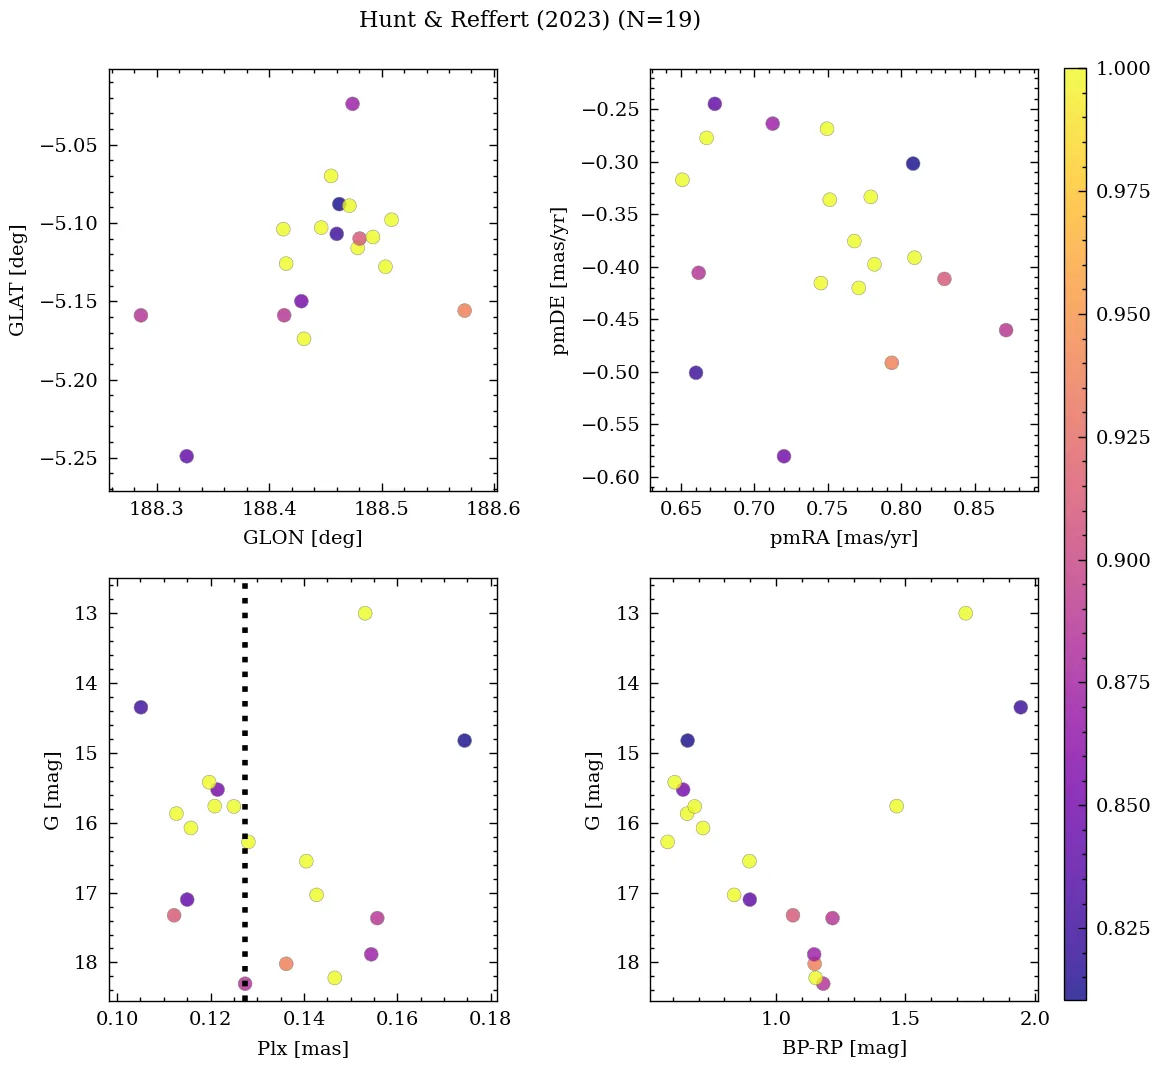 Hunt & Reffert (2023) (N=19)
−5.05
−5.10
−5.15
−5.20
−5.25
GLAT [deg]
188.3 188.4 188.5 188.6
GLON [deg]
−0.25
−0.30
−0.35
−0.40
−0.45
−0.50
−0.55
−0.60
pmDE [mas/yr]
0.65 0.70 0.75 0.80 0.85
pmRA [mas/yr]
13
14
15
16
17
18
G [mag]
0.10 0.12 0.14 0.16 0.18
Plx [mas]
13
14
15
16
17
18
G [mag]
1.0 1.5 2.0
BP-RP [mag]
1.000
0.975
0.950
0.925
0.900
0.875
0.850
0.825